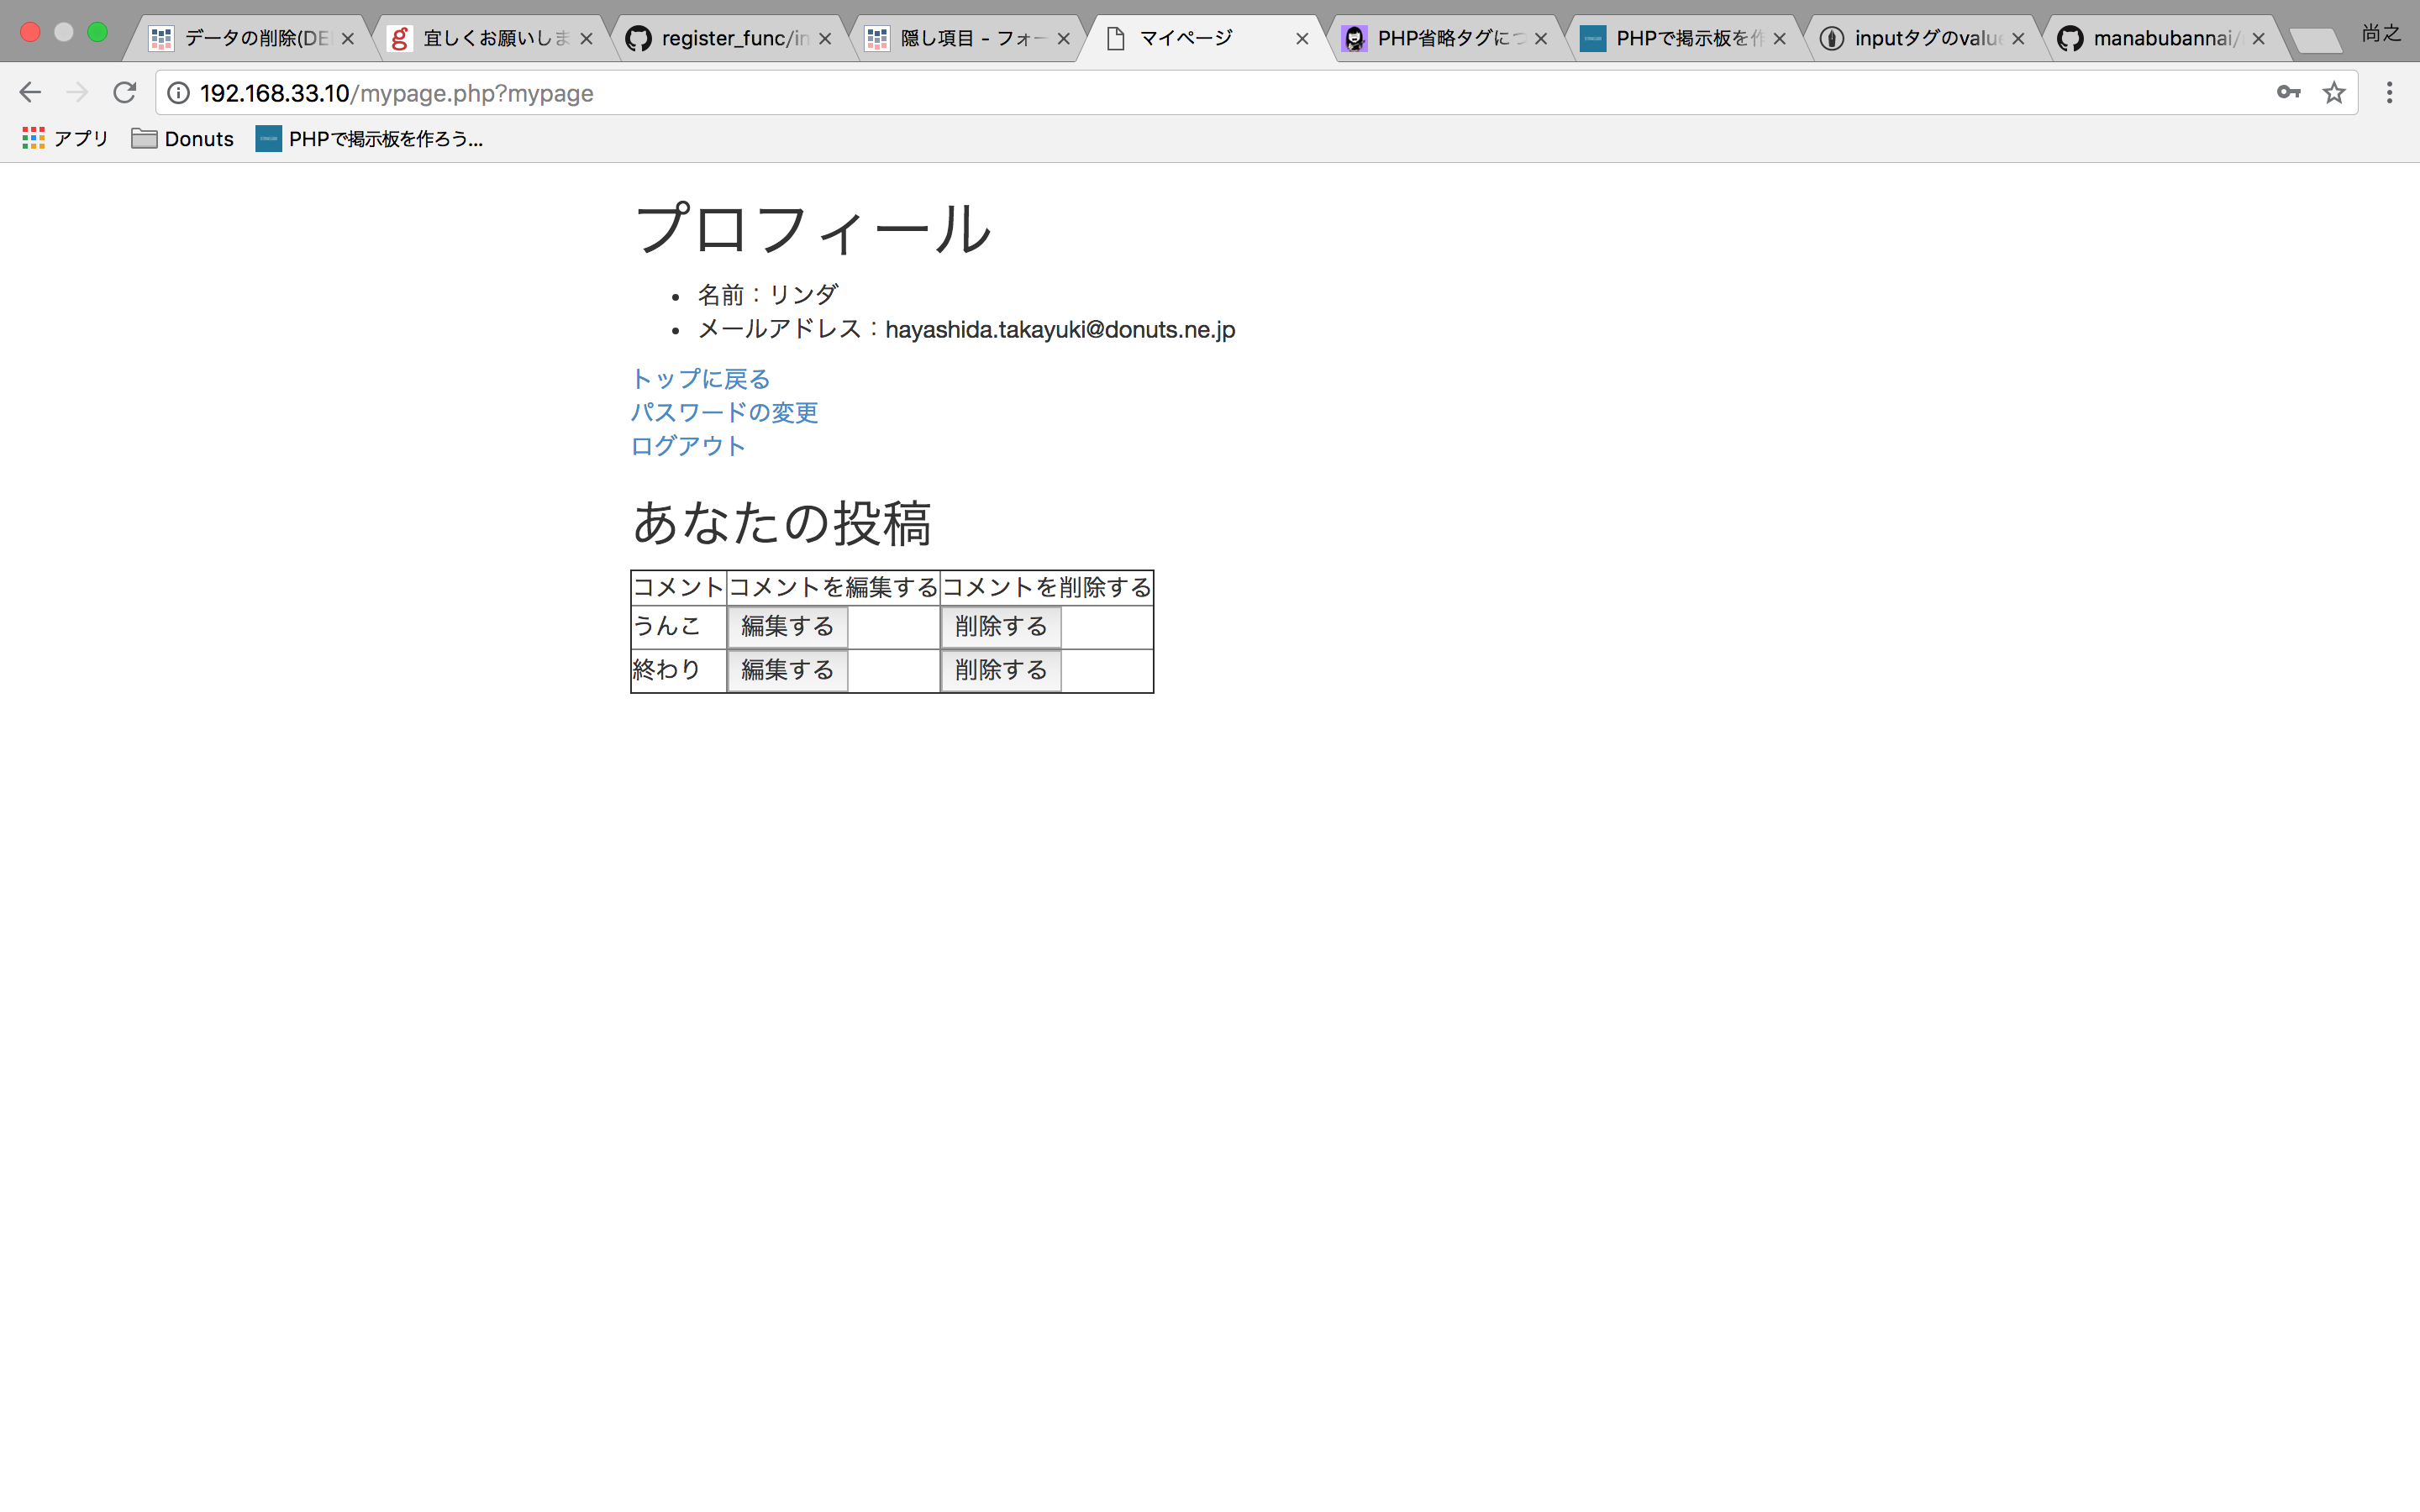 データの削除(DE
宜しくお願いしま
register_func/in
隠し項目 - フォー
マイページ
PHP省略タグにつ
PHPで掲示板を作
inputタグのvalue
manabubannai/
尚之
192.168.33.10/mypage.php?mypage
アプリ
Donuts
PHPで掲示板を作ろう...
プロフィール
• 名前：リンダ
• メールアドレス：hayashida.takayuki@donuts.ne.jp
トップに戻る
パスワードの変更
ログアウト
あなたの投稿
コメント コメントを編集する コメントを削除する
うんこ 編集する 削除する
終わり 編集する 削除する